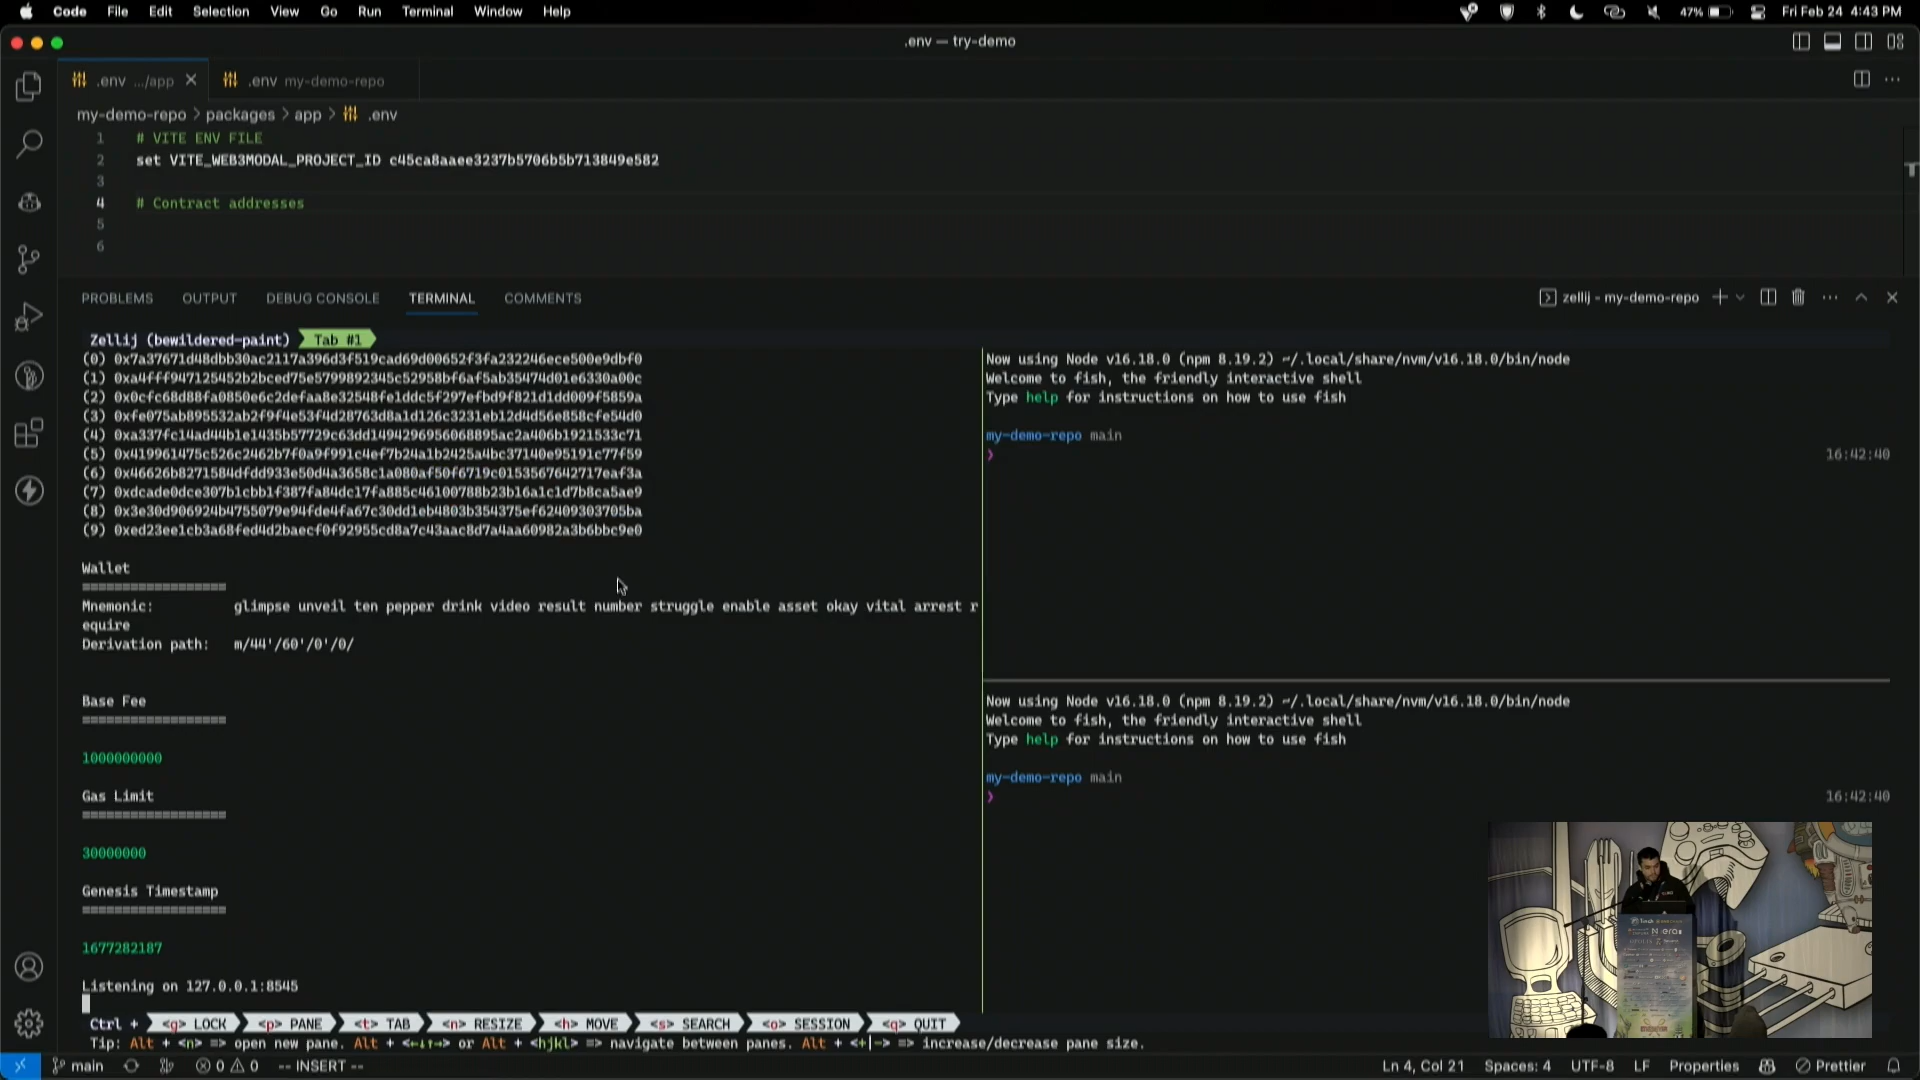 Code File Edit Selection View Go Run Terminal Window Help 47% Fri Feb 24 4:43 PM
.env — try-demo
.env .../app .env my-demo-repo
my-demo-repo > packages > app > .env
1 # VITE ENV FILE
2 set VITE_WEB3MODAL_PROJECT_ID c45ca8aaee3237b5706b5b713849e582
3
4 # Contract addresses
5
6
PROBLEMS OUTPUT DEBUG CONSOLE TERMINAL COMMENTS zellij - my-demo-repo
Zellij (bewildered-paint) Tab #1
(0) 0x7a37671d48dbb30ac2117a396d3f519cad69d00652f3fa232246ece500e9dbf0
(1) 0xa4fff947125452b2bced75e5799892345c52958bf6af5ab35474d01e6330a00c
(2) 0x0cfc68d88fa0850e6c2defaa8e32548fe1ddc5f297efbd9f821d1dd009f5859a
(3) 0xfe075ab895532ab2f9f4e53f4d28763d8a1d126c3231eb12d4d56e858cfe54d0
(4) 0xa337fc14ad44b1e1435b57729c63dd1494296956068895ac2a406b1921533c71
(5) 0x419961475c526c2462b7f0a9f991c4ef7b24a1b2425a4bc37140e95191c77f59
(6) 0x46626b8271584dfdd933e50d4a3658c1a080af50f6719c0153567642717eaf3a
(7) 0xdcade0dce307b1cbb1f387fa84dc17fa885c46100788b23b16a1c1d7b8ca5ae9
(8) 0x3e30d906924b4755079e94fde4fa67c30dd1eb4803b354375ef62409303705ba
(9) 0xed23ee1cb3a68fed4d2baecf0f92955cd8a7c43aac8d7a4aa60982a3b6bbc9e0
Wallet
==================
Mnemonic: glimpse unveil ten pepper drink video result number struggle enable asset okay vital arrest r
equire
Derivation path: m/44'/60'/0'/0/
Base Fee
==================
1000000000
Gas Limit
==================
30000000
Genesis Timestamp
==================
1677282187
Listening on 127.0.0.1:8545
Now using Node v16.18.0 (npm 8.19.2) ~/.local/share/nvm/v16.18.0/bin/node
Welcome to fish, the friendly interactive shell
Type help for instructions on how to use fish
my-demo-repo main
❯ 16:42:40
Now using Node v16.18.0 (npm 8.19.2) ~/.local/share/nvm/v16.18.0/bin/node
Welcome to fish, the friendly interactive shell
Type help for instructions on how to use fish
my-demo-repo main
❯ 16:42:40
Ctrl + <g> LOCK <p> PANE <t> TAB <n> RESIZE <h> MOVE <s> SEARCH <o> SESSION <q> QUIT
Tip: Alt + <n> => open new pane. Alt + <←↓↑→> or Alt + <hjkl> => navigate between panes. Alt + <+|-> => increase/decrease pane size.
main 0 0 -- INSERT -- Ln 4, Col 21 Spaces: 4 UTF-8 LF Properties Prettier